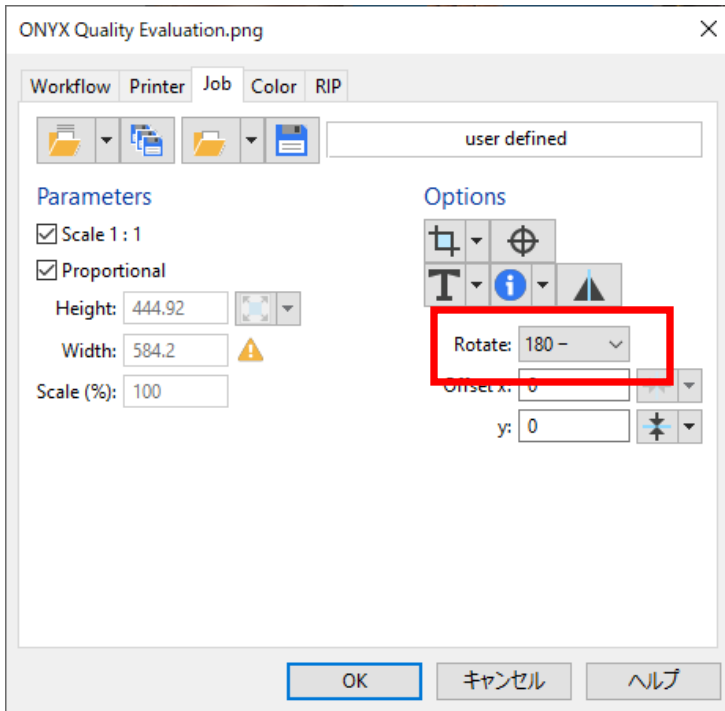 ONYX Quality Evaluation.png
Workflow Printer Job Color RIP
user defined
Parameters
Scale 1 : 1
Proportional
Height: 444.92
Width: 584.2
Scale (%): 100
Options
Rotate: 180 –
Offset x: 0
y: 0
OK キャンセル ヘルプ